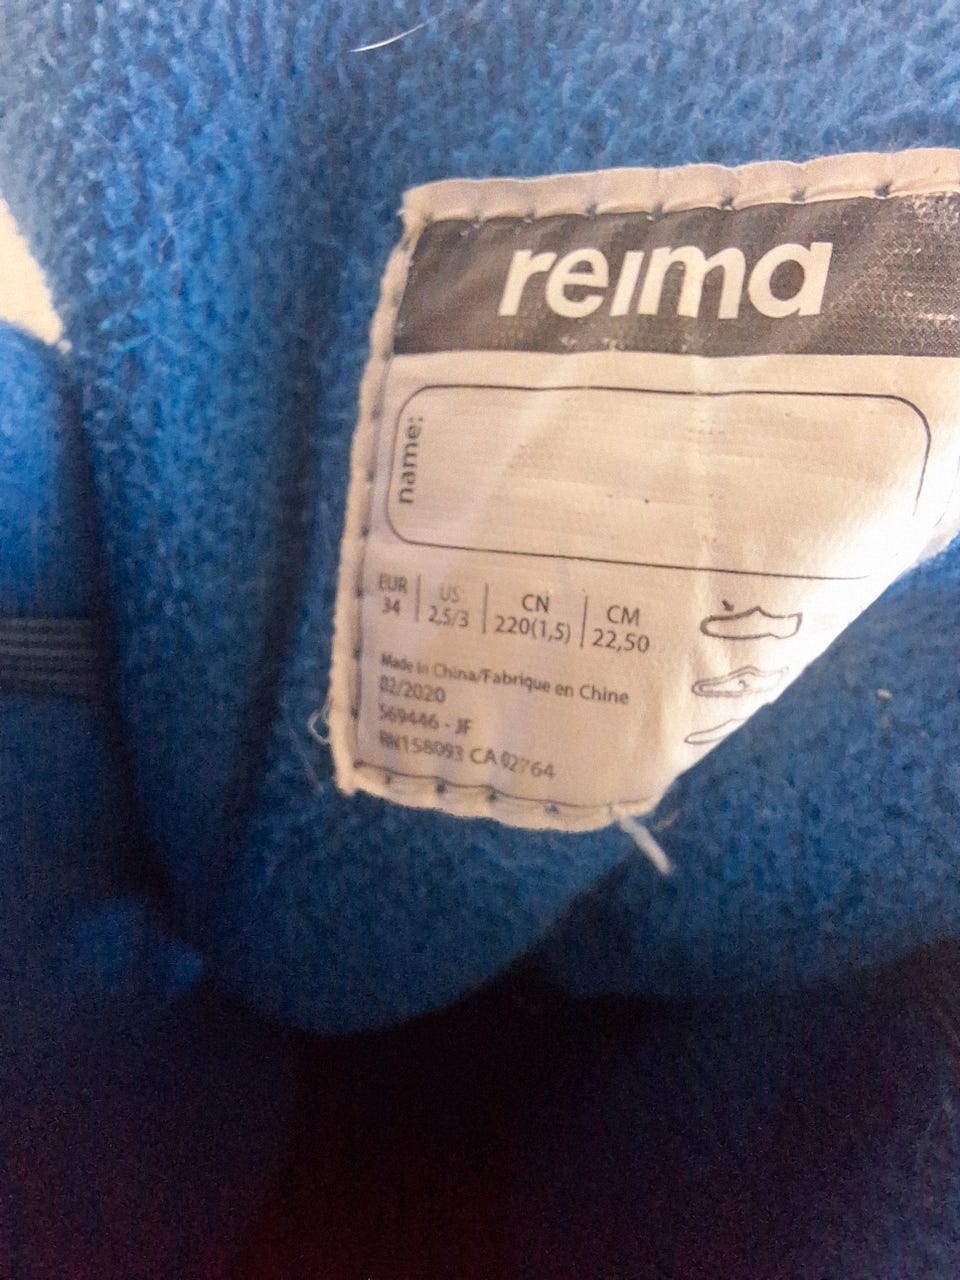 reima
name:
EUR US CN CM
34 2,5/3 220(1,5) 22,50
Made in China/Fabrique en Chine
02/2020
569446 - JF
RN158093 CA 02764